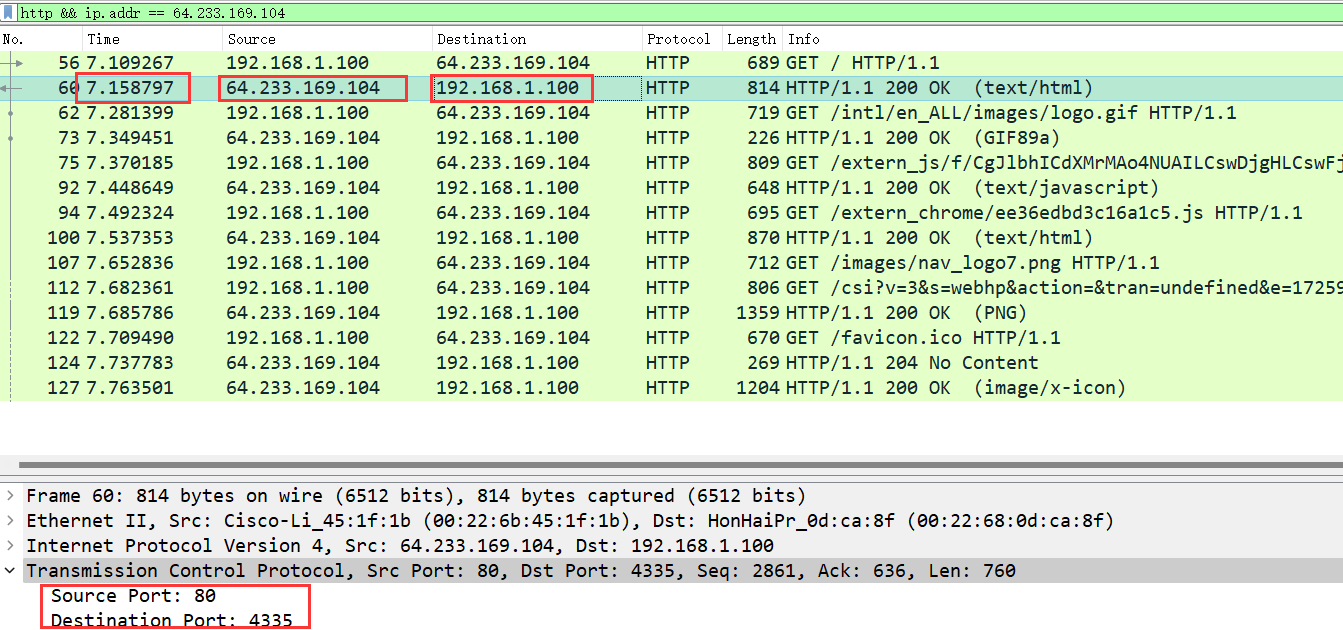 http && ip.addr == 64.233.169.104
No. Time Source Destination Protocol Length Info
56 7.109267 192.168.1.100 64.233.169.104 HTTP 689 GET / HTTP/1.1
60 7.158797 64.233.169.104 192.168.1.100 HTTP 814 HTTP/1.1 200 OK (text/html)
62 7.281399 192.168.1.100 64.233.169.104 HTTP 719 GET /intl/en_ALL/images/logo.gif HTTP/1.1
73 7.349451 64.233.169.104 192.168.1.100 HTTP 226 HTTP/1.1 200 OK (GIF89a)
75 7.370185 192.168.1.100 64.233.169.104 HTTP 809 GET /extern_js/f/CgJlbhICdXMrMAo4NUAILCswDjgHLCswFj
92 7.448649 64.233.169.104 192.168.1.100 HTTP 648 HTTP/1.1 200 OK (text/javascript)
94 7.492324 192.168.1.100 64.233.169.104 HTTP 695 GET /extern_chrome/ee36edbd3c16a1c5.js HTTP/1.1
100 7.537353 64.233.169.104 192.168.1.100 HTTP 870 HTTP/1.1 200 OK (text/html)
107 7.652836 192.168.1.100 64.233.169.104 HTTP 712 GET /images/nav_logo7.png HTTP/1.1
112 7.682361 192.168.1.100 64.233.169.104 HTTP 806 GET /csi?v=3&s=webhp&action=&tran=undefined&e=17259
119 7.685786 64.233.169.104 192.168.1.100 HTTP 1359 HTTP/1.1 200 OK (PNG)
122 7.709490 192.168.1.100 64.233.169.104 HTTP 670 GET /favicon.ico HTTP/1.1
124 7.737783 64.233.169.104 192.168.1.100 HTTP 269 HTTP/1.1 204 No Content
127 7.763501 64.233.169.104 192.168.1.100 HTTP 1204 HTTP/1.1 200 OK (image/x-icon)
Frame 60: 814 bytes on wire (6512 bits), 814 bytes captured (6512 bits)
Ethernet II, Src: Cisco-Li_45:1f:1b (00:22:6b:45:1f:1b), Dst: HonHaiPr_0d:ca:8f (00:22:68:0d:ca:8f)
Internet Protocol Version 4, Src: 64.233.169.104, Dst: 192.168.1.100
Transmission Control Protocol, Src Port: 80, Dst Port: 4335, Seq: 2861, Ack: 636, Len: 760
Source Port: 80
Destination Port: 4335